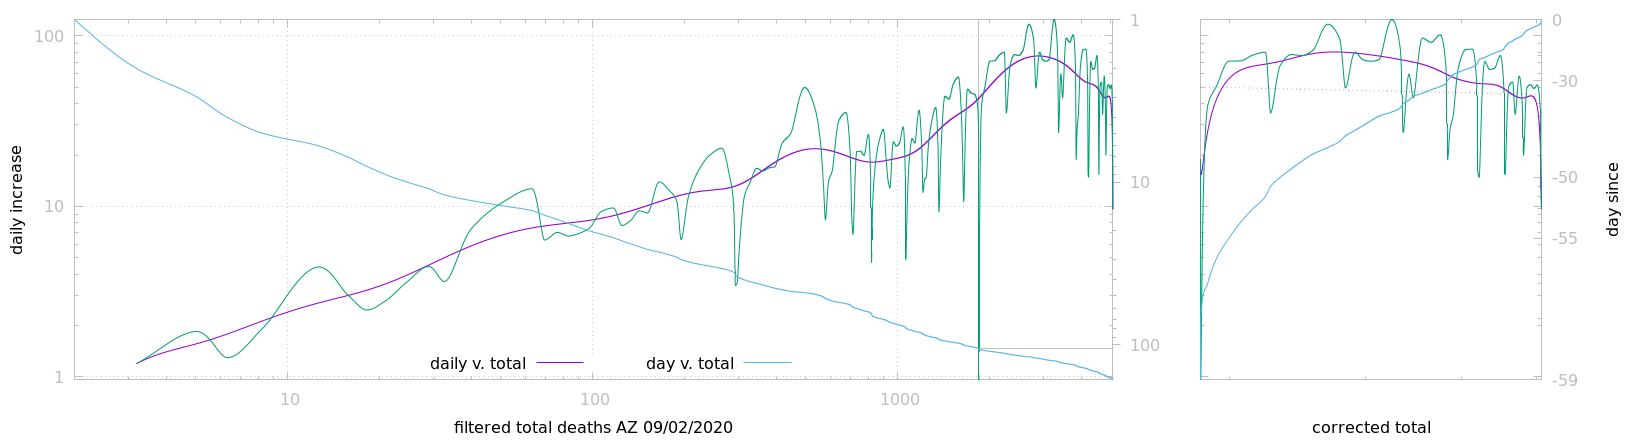 daily increase
100
10
1
10
100
1000
1
10
100
daily v. total
day v. total
filtered total deaths AZ 09/02/2020
0
-30
-50
-55
-59
day since
corrected total